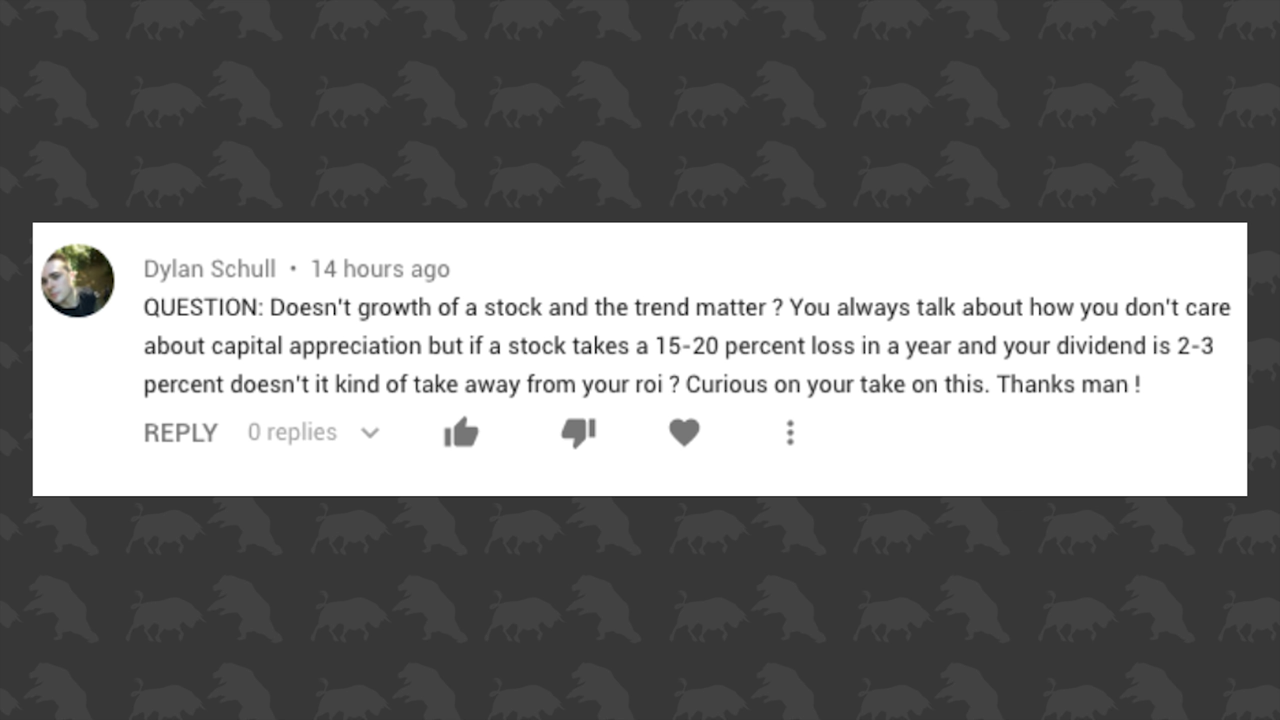 Dylan Schull • 14 hours ago
QUESTION: Doesn't growth of a stock and the trend matter ? You always talk about how you don't care
about capital appreciation but if a stock takes a 15-20 percent loss in a year and your dividend is 2-3
percent doesn't it kind of take away from your roi ? Curious on your take on this. Thanks man !
REPLY 0 replies